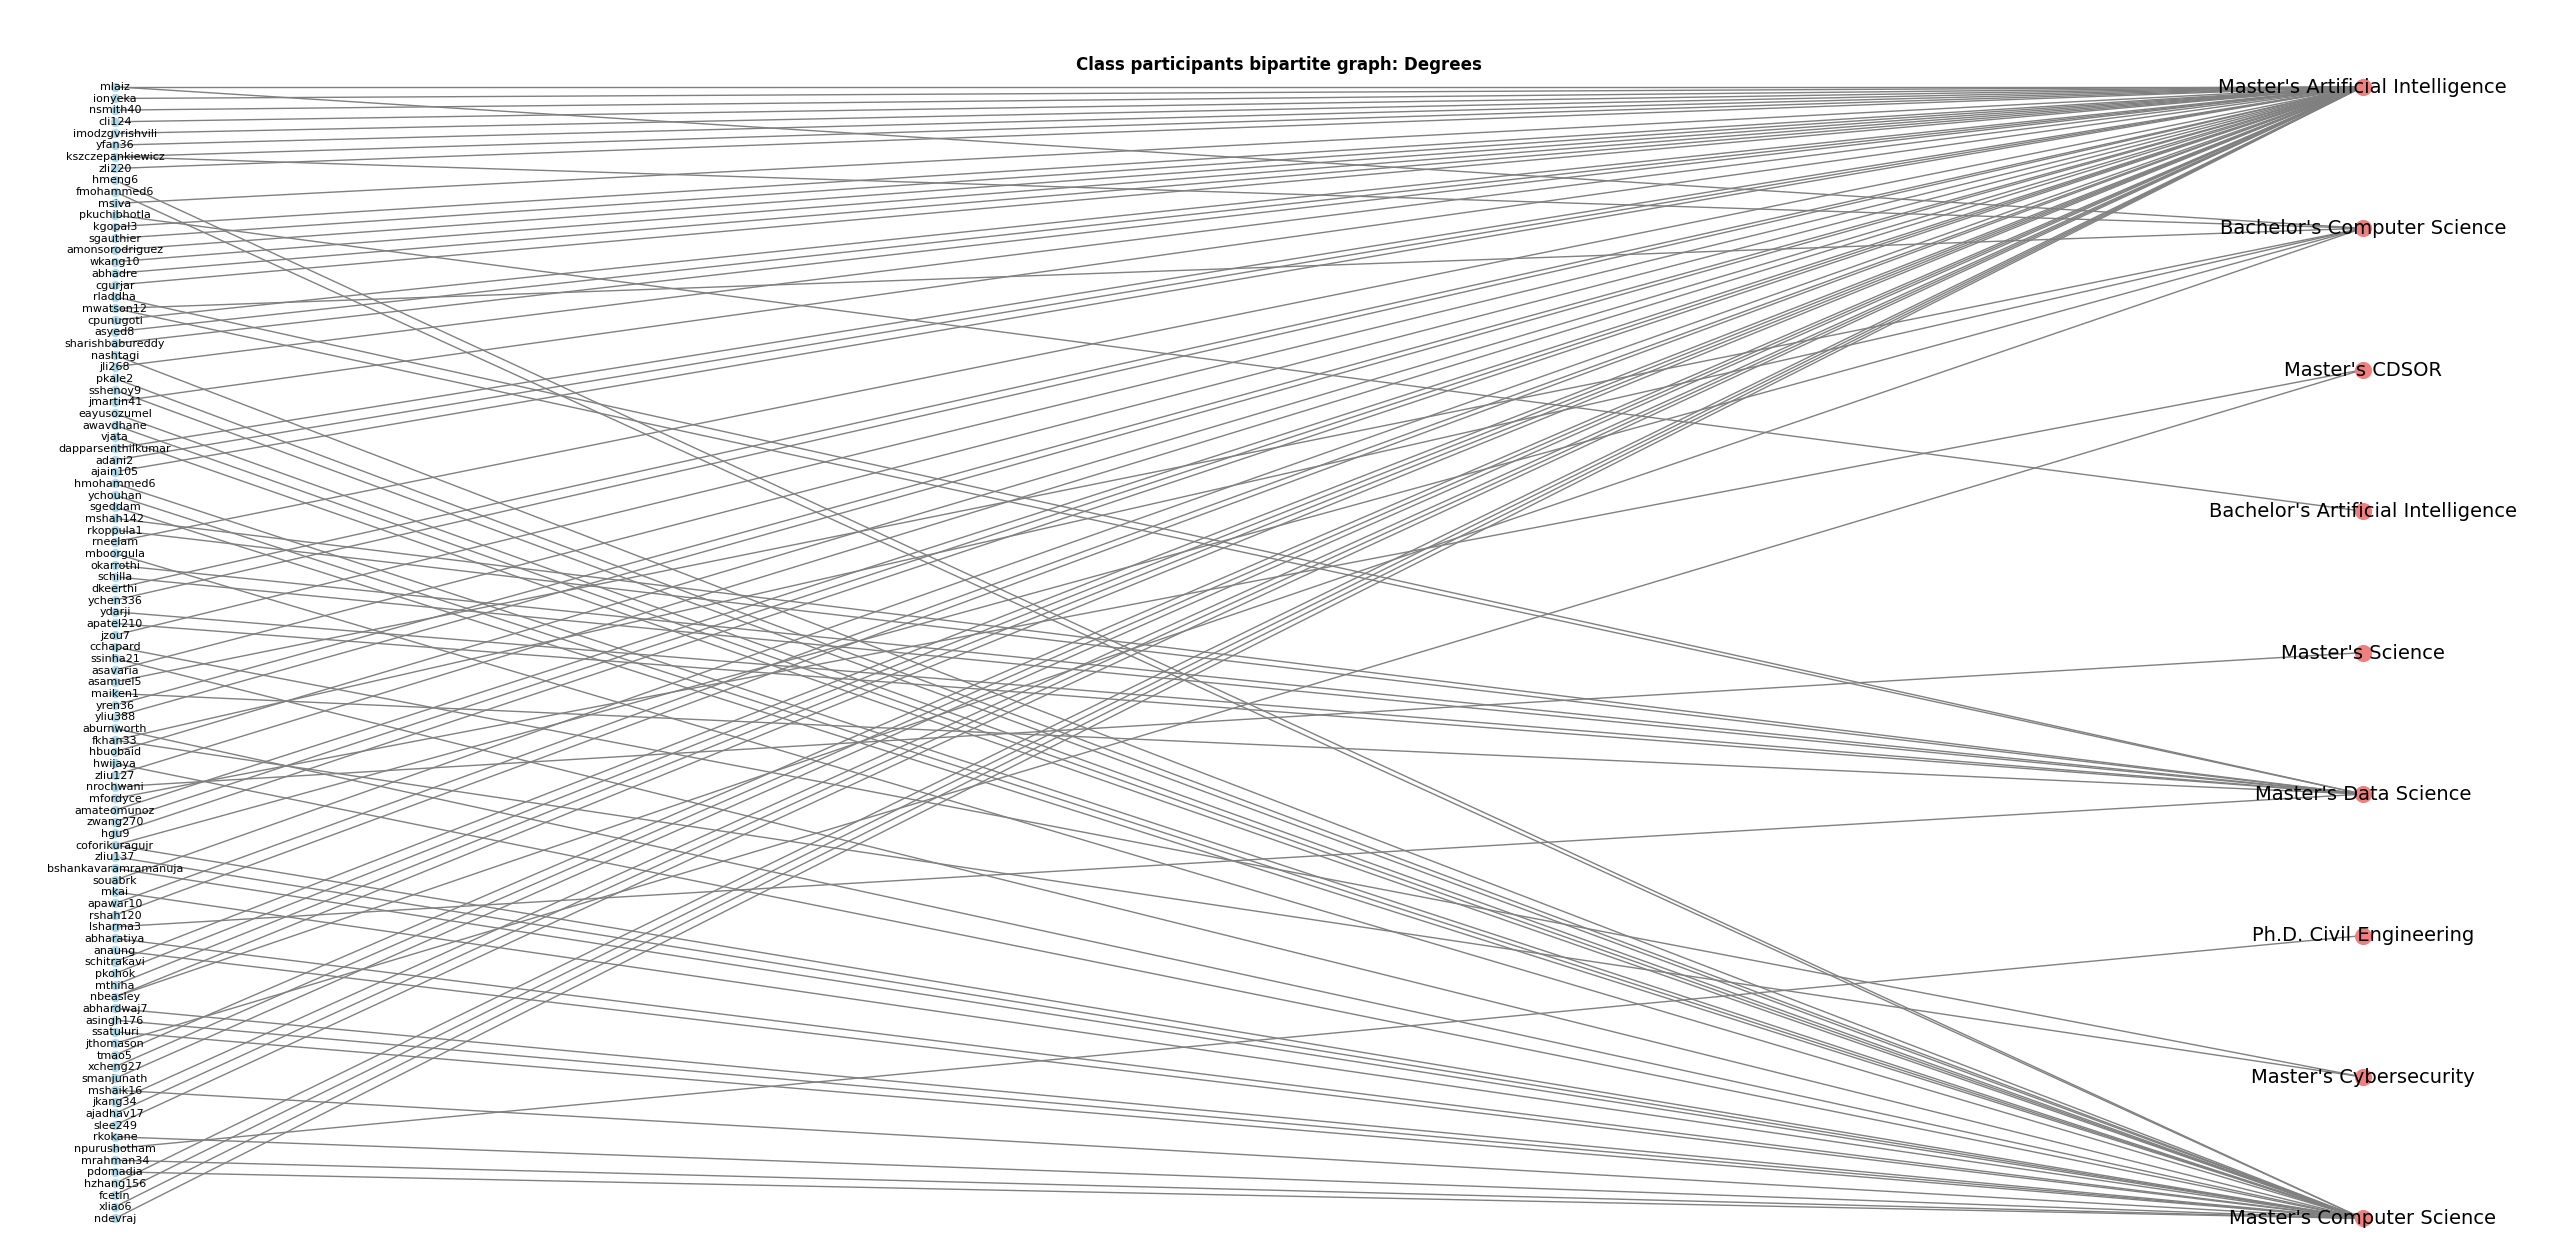 Class participants bipartite graph: Degrees
mlaiz
ionyeka
nsmith40
cli124
imodzgvrishvili
yfan36
kszczepankiewicz
zli220
hmeng6
fmohammed6
msiva
pkuchibhotla
kgopal3
sgauthier
amonsorodriguez
wkang10
abhadre
cgurjar
rladdha
mwatson12
cpunugoti
asyed8
sharishbabureddy
nashtagi
jli268
pkale2
sshenoy9
jmartin41
eayusozumel
awavdhane
vjata
dapparsenthilkumar
adani2
ajain105
hmohammed6
ychouhan
sgeddam
mshah142
rkoppula1
rneelam
mboorgula
okamothi
schilla
dkeerthi
ychen336
ydarji
apatel210
jzou7
cchapard
ssinha21
asavaria
asamuel5
maiken1
yren36
yliu388
aburnworth
fkhan33
hbuobaid
hwijaya
zliu127
nrochwani
mfordyce
amateomunoz
zwang270
hgu9
coforikuragujr
zliu137
bshankavaramramanuja
souabrk
mkai
apawar10
rshah120
lsharma3
abharatiya
anaung
schitrakavi
pkohok
mthiha
nbeasley
abhardwaj7
asingh176
ssatuluri
jthomason
tmao5
xcheng27
smanjunath
mshaik16
jkang34
ajadhav17
slee249
rkokane
npurushotham
mrahman34
pdomadia
hzhang156
fcetin
xliao6
ndevraj
Master's Artificial Intelligence
Bachelor's Computer Science
Master's CDSOR
Bachelor's Artificial Intelligence
Master's Science
Master's Data Science
Ph.D. Civil Engineering
Master's Cybersecurity
Master's Computer Science